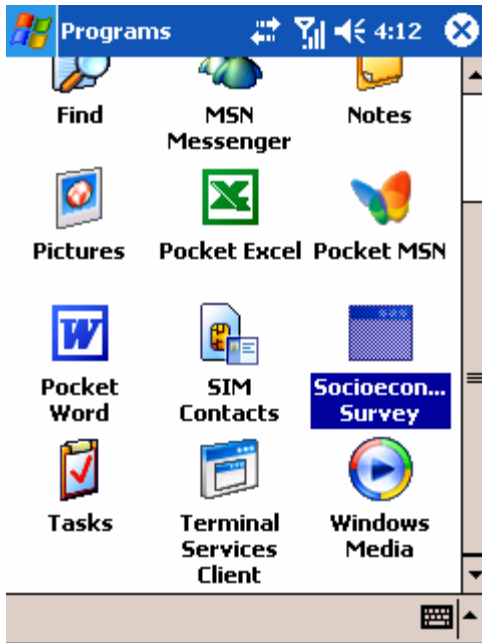 Programs 4:12
Find MSN Messenger Notes
Pictures Pocket Excel Pocket MSN
Pocket Word SIM Contacts Socioecon... Survey
Tasks Terminal Services Client Windows Media